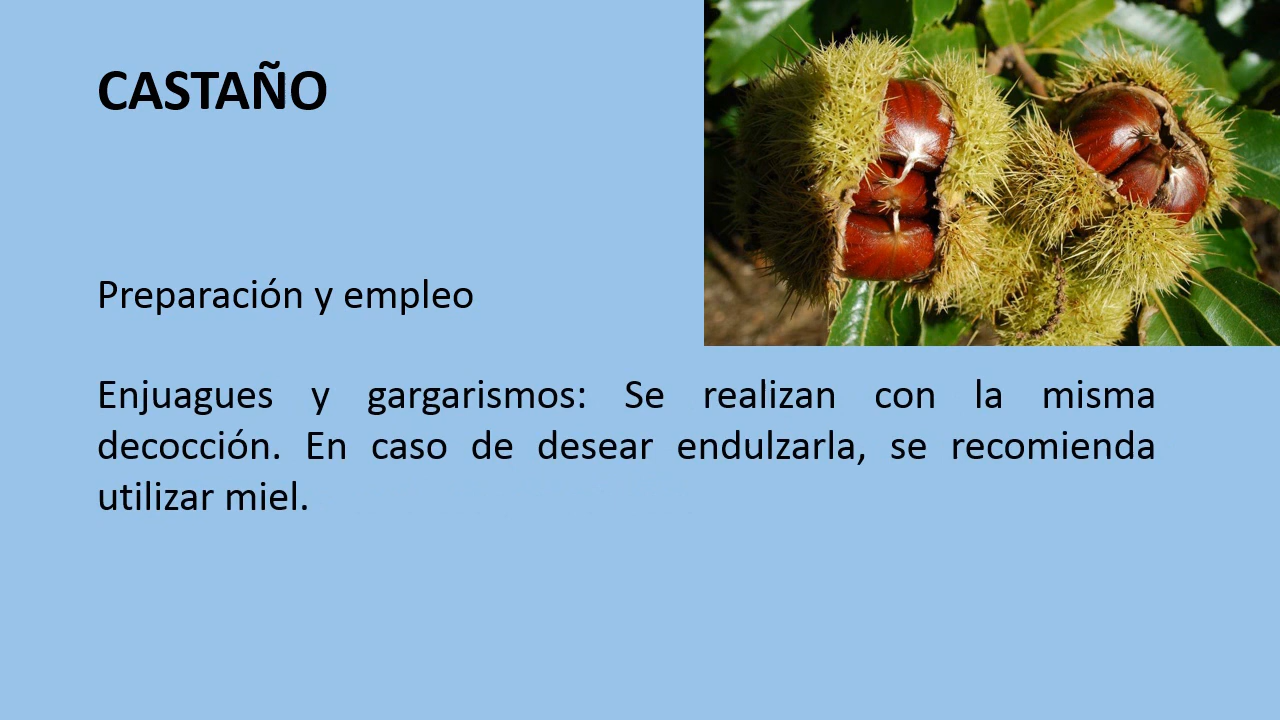 CASTAÑO
Preparación y empleo
Enjuagues y gargarismos: Se realizan con la misma
decocción. En caso de desear endulzarla, se recomienda
utilizar miel.